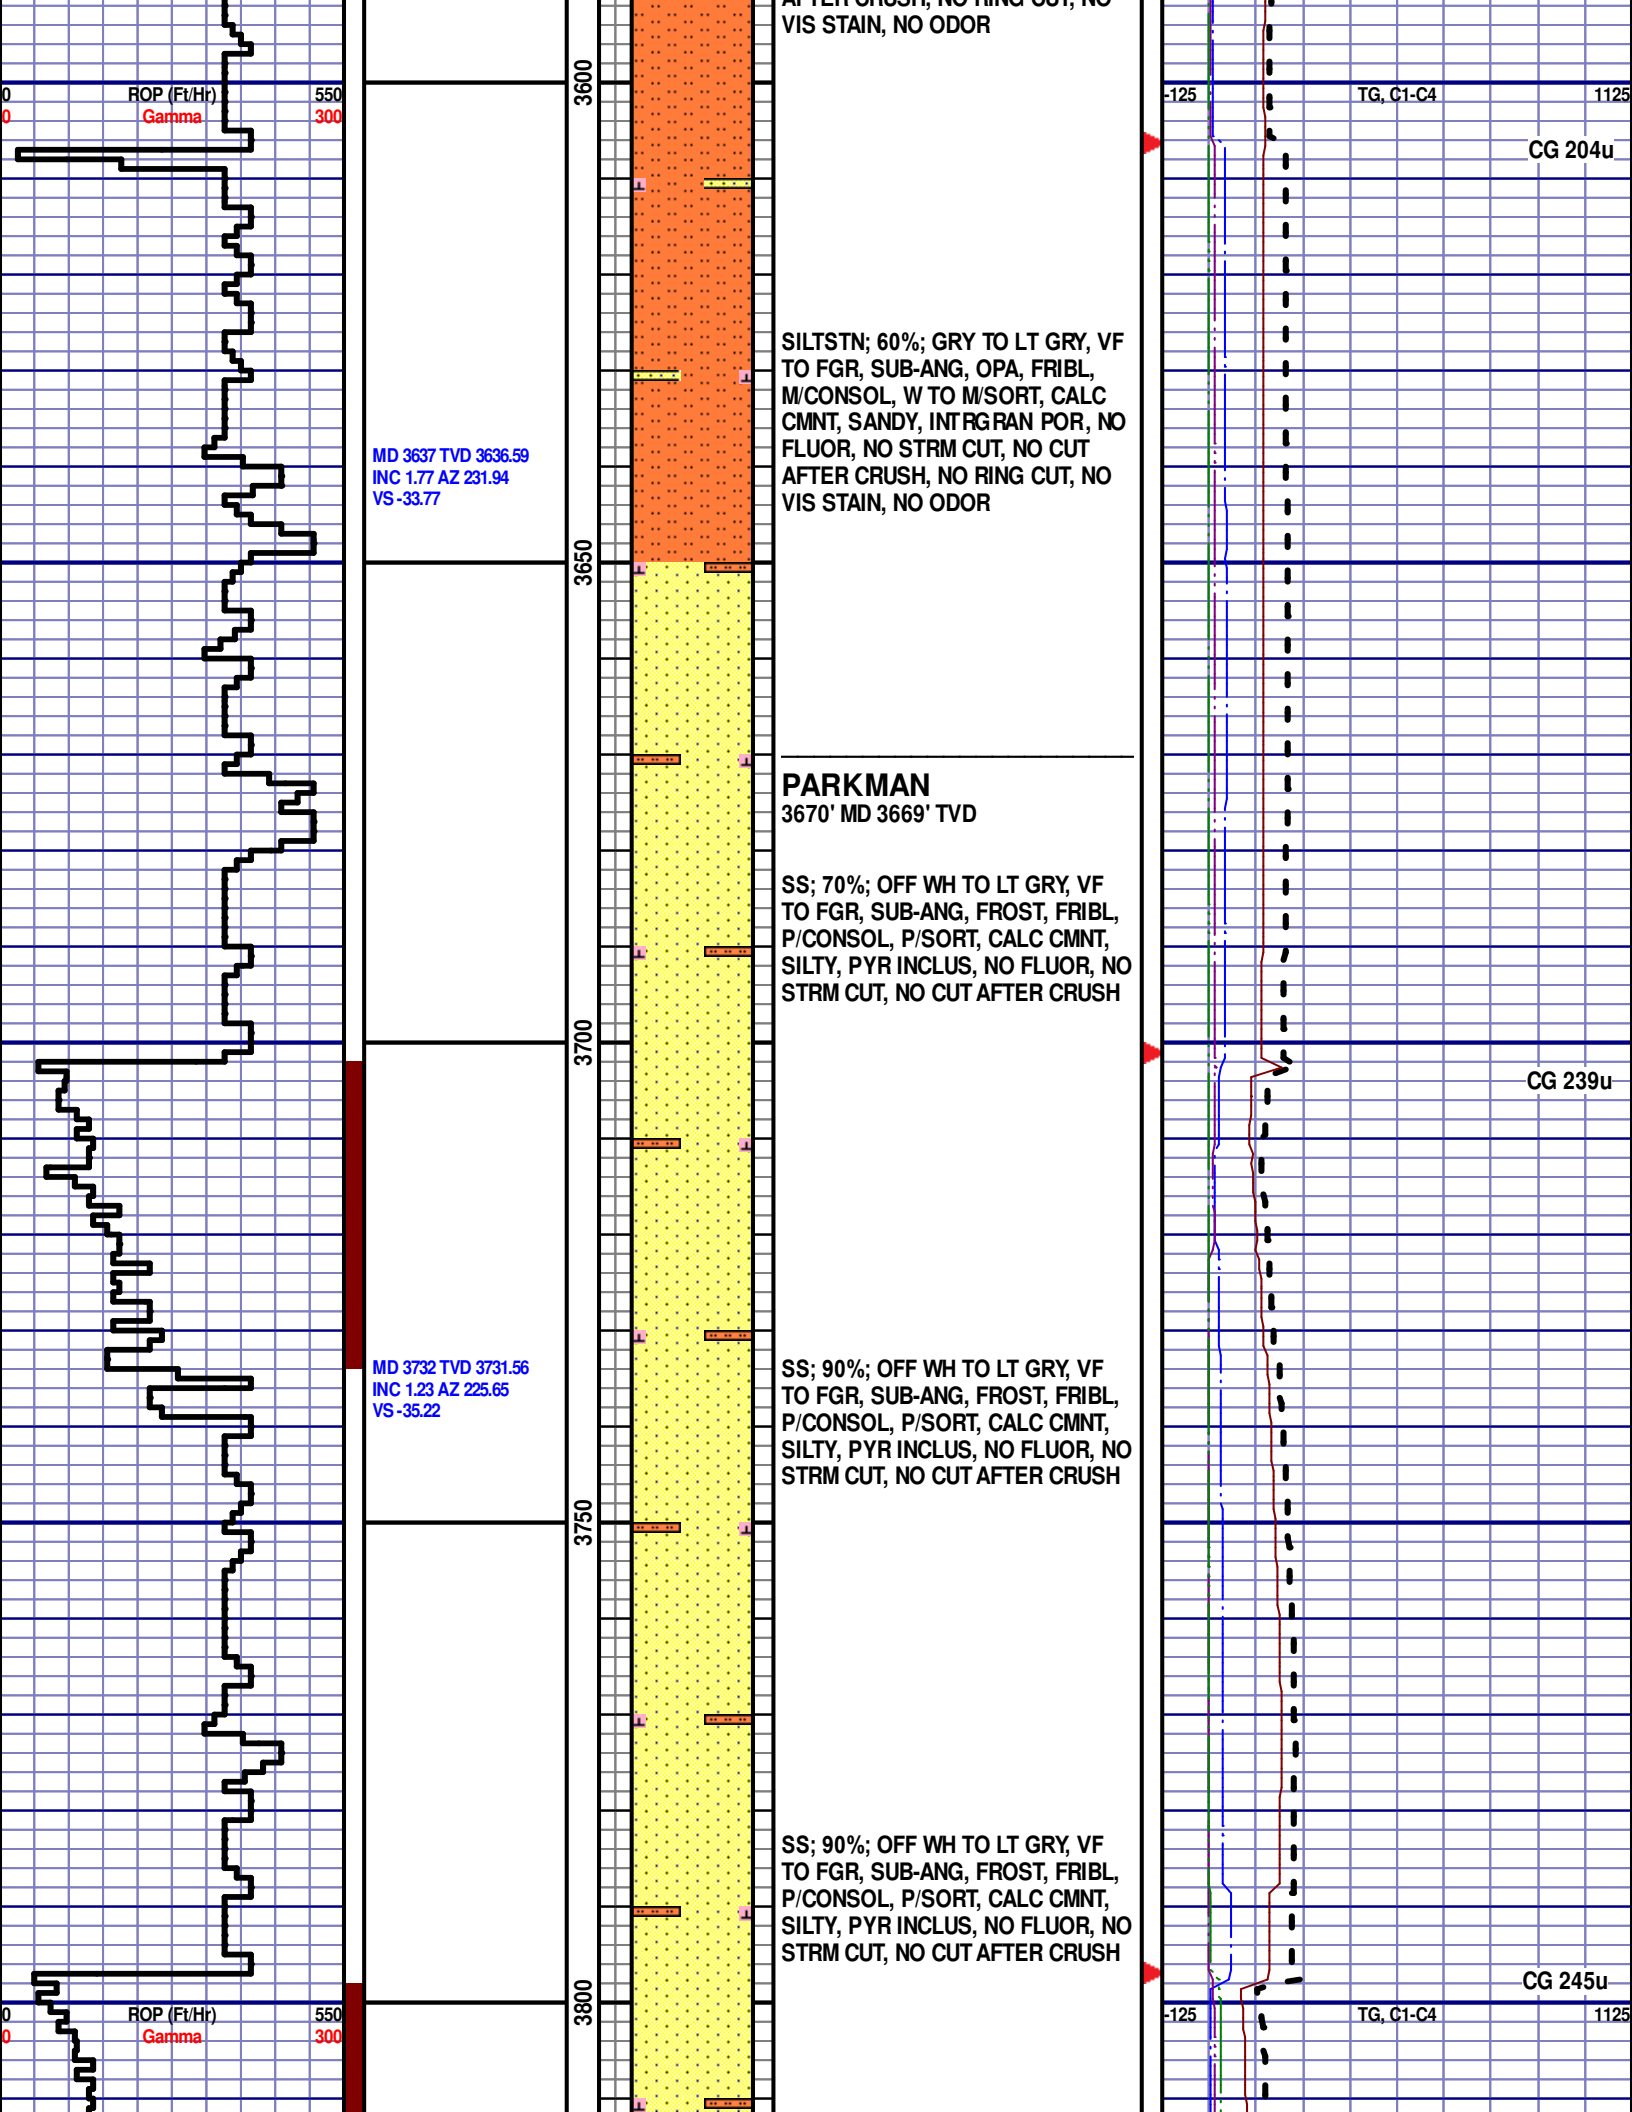 VIS STAIN, NO ODOR
0 ROP (Ft/Hr) 550
0 Gamma 300
3600
-125 TG, C1-C4 1125
CG 204u
SILTSTN; 60%; GRY TO LT GRY, VF
TO FGR, SUB-ANG, OPA, FRIBL,
M/CONSOL, W TO M/SORT, CALC
CMNT, SANDY, INTRGRAN POR, NO
FLUOR, NO STRM CUT, NO CUT
AFTER CRUSH, NO RING CUT, NO
VIS STAIN, NO ODOR
MD 3637 TVD 3636.59
INC 1.77 AZ 231.94
VS -33.77
3650
PARKMAN
3670' MD 3669' TVD
SS; 70%; OFF WH TO LT GRY, VF
TO FGR, SUB-ANG, FROST, FRIBL,
P/CONSOL, P/SORT, CALC CMNT,
SILTY, PYR INCLUS, NO FLUOR, NO
STRM CUT, NO CUT AFTER CRUSH
3700
CG 239u
MD 3732 TVD 3731.56
INC 1.23 AZ 225.65
VS -35.22
SS; 90%; OFF WH TO LT GRY, VF
TO FGR, SUB-ANG, FROST, FRIBL,
P/CONSOL, P/SORT, CALC CMNT,
SILTY, PYR INCLUS, NO FLUOR, NO
STRM CUT, NO CUT AFTER CRUSH
3750
SS; 90%; OFF WH TO LT GRY, VF
TO FGR, SUB-ANG, FROST, FRIBL,
P/CONSOL, P/SORT, CALC CMNT,
SILTY, PYR INCLUS, NO FLUOR, NO
STRM CUT, NO CUT AFTER CRUSH
CG 245u
3800
0 ROP (Ft/Hr) 550
0 Gamma 300
-125 TG, C1-C4 1125